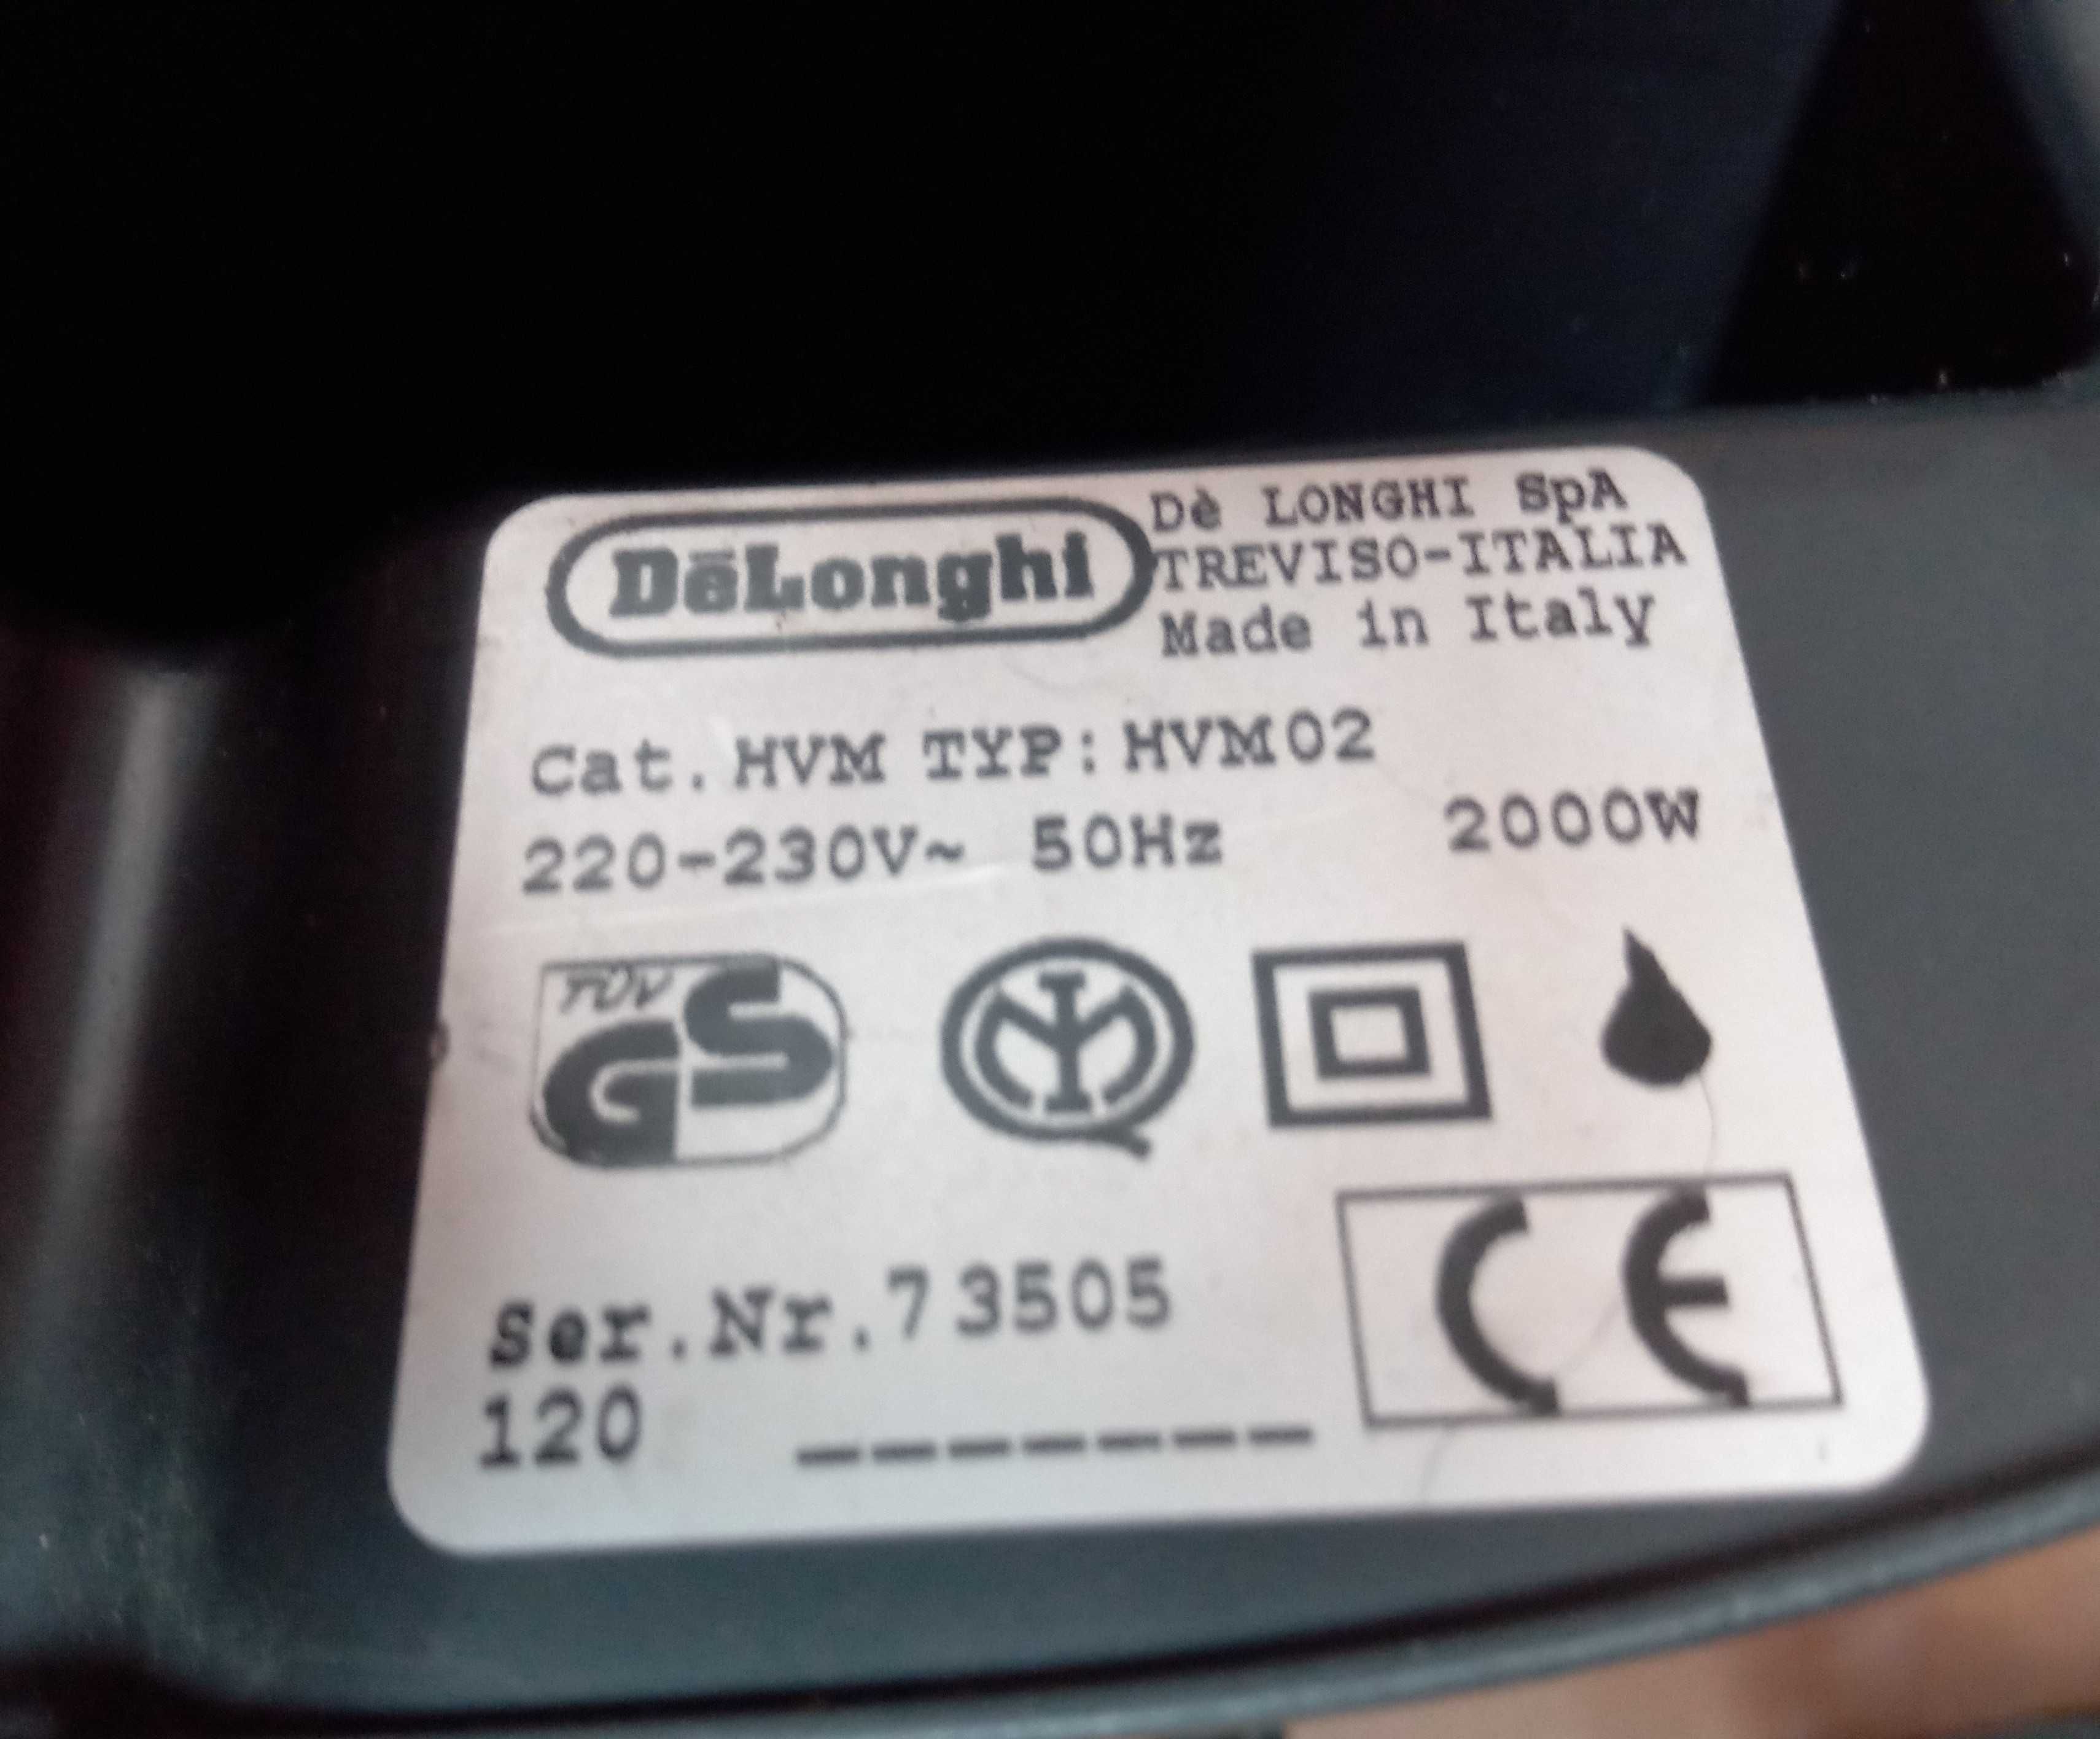 DēLonghi
Dè LONGHI SpA
TREVISO-ITALIA
Made in Italy
Cat. HVM TYP: HVM02
220-230V~ 50Hz 2000W
TÜV GS
CE
Ser.Nr.73505
120 _ _ _ _ _ _ _